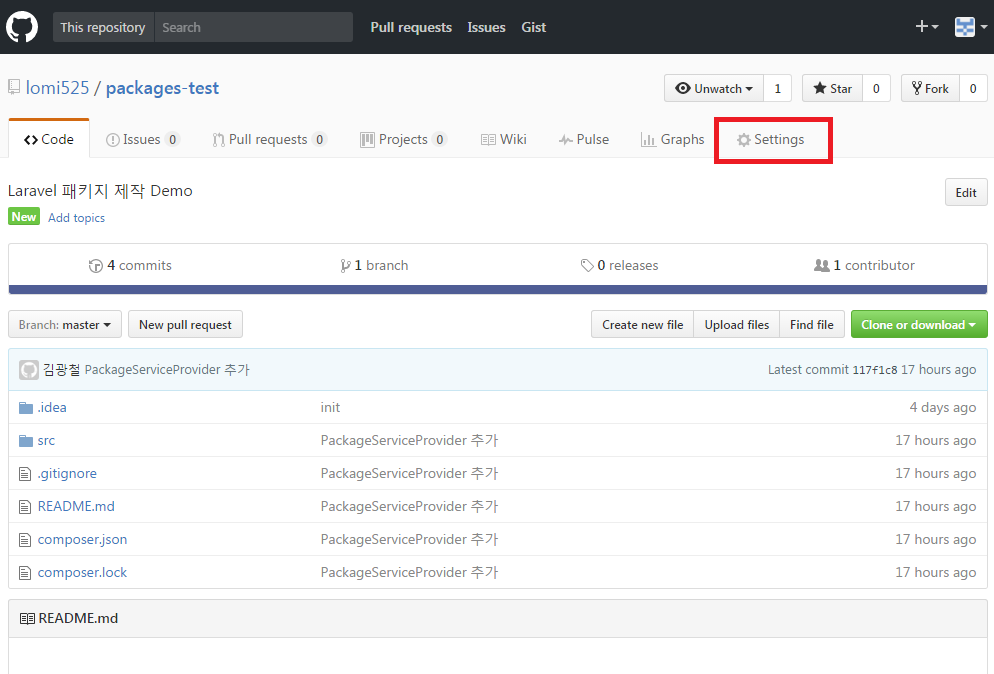 This repository Search Pull requests Issues Gist
lomi525 / packages-test Unwatch 1 Star 0 Fork 0
Code Issues 0 Pull requests 0 Projects 0 Wiki Pulse Graphs Settings
Laravel 패키지 제작 Demo Edit
New Add topics
4 commits 1 branch 0 releases 1 contributor
Branch: master New pull request Create new file Upload files Find file Clone or download
김광철 PackageServiceProvider 추가 Latest commit 117f1c8 17 hours ago
.idea init 4 days ago
src PackageServiceProvider 추가 17 hours ago
.gitignore PackageServiceProvider 추가 17 hours ago
README.md PackageServiceProvider 추가 17 hours ago
composer.json PackageServiceProvider 추가 17 hours ago
composer.lock PackageServiceProvider 추가 17 hours ago
README.md